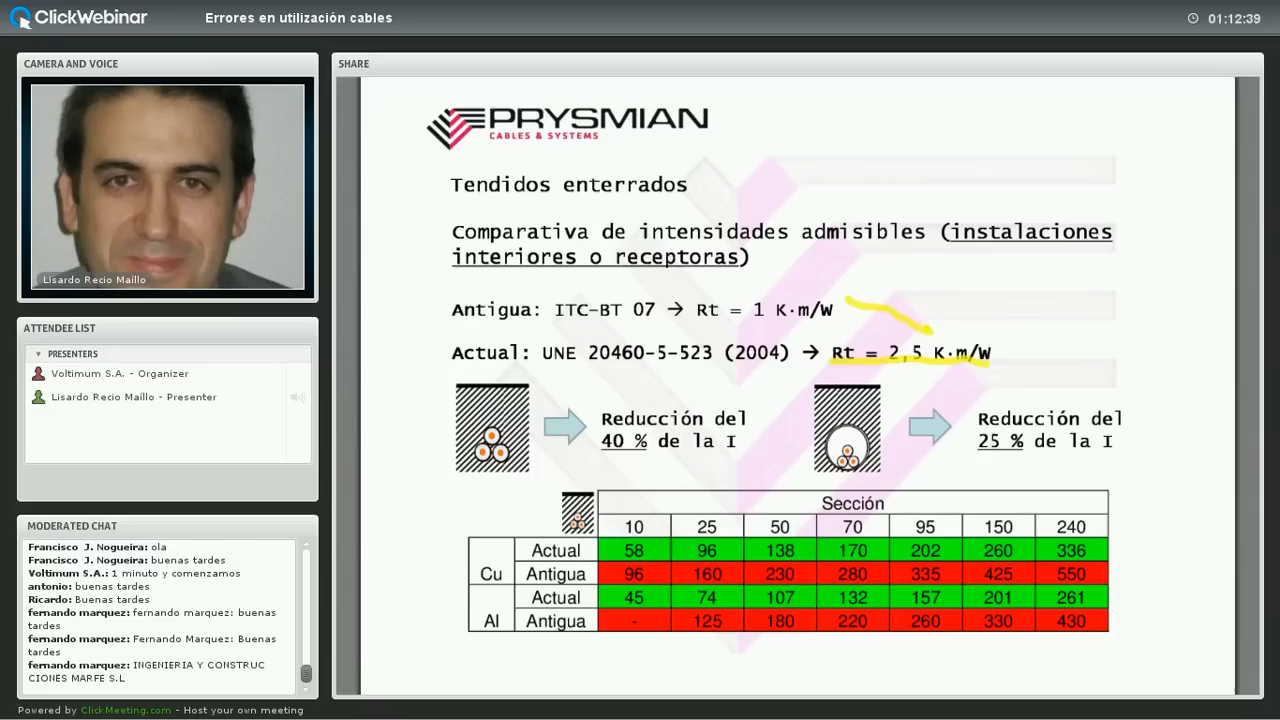 ClickWebinar
Errores en utilización cables
01:12:39
CAMERA AND VOICE
Lisardo Recio Maíllo
ATTENDEE LIST
PRESENTERS
Voltimum S.A. - Organizer
Lisardo Recio Maíllo - Presenter
MODERATED CHAT
Francisco J. Nogueira: ola
Francisco J. Nogueira: buenas tardes
Voltimum S.A.: 1 minuto y comenzamos
antonio: buenas tardes
Ricardo: Buenas tardes
fernando marquez: fernando marquez: buenas
tardes
fernando marquez: Fernando Marquez: Buenas
tardes
fernando marquez: INGENIERIA Y CONSTRUC
CIONES MARFE S.L
SHARE
PRYSMIAN
CABLES & SYSTEMS
Tendidos enterrados
Comparativa de intensidades admisibles (instalaciones
interiores o receptoras)
Antigua: ITC-BT 07 → Rt = 1 K·m/W
Actual: UNE 20460-5-523 (2004) → Rt = 2,5 K·m/W
Reducción del
40 % de la I
Reducción del
25 % de la I
Sección
10 25 50 70 95 150 240
Cu
Actual 58 96 138 170 202 260 336
Antigua 96 160 230 280 335 425 550
Al
Actual 45 74 107 132 157 201 261
Antigua - 125 180 220 260 330 430
Powered by ClickMeeting.com - Host your own meeting